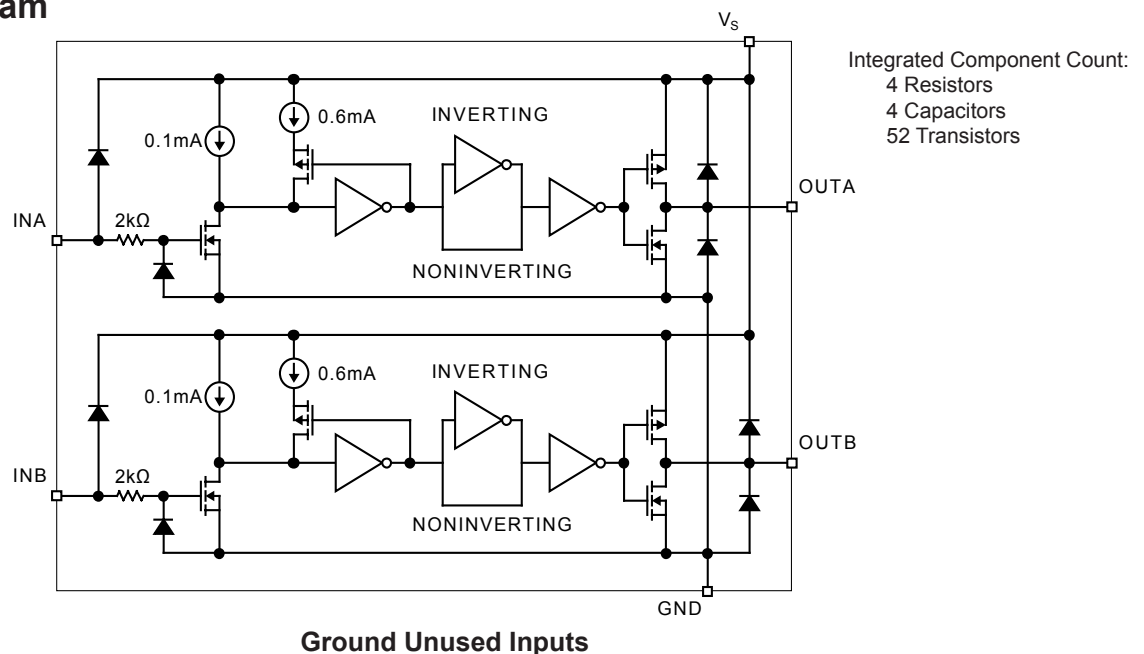 am
VS
Integrated Component Count:
4 Resistors
4 Capacitors
52 Transistors
0.6mA
INVERTING
0.1mA
OUTA
INA
2kΩ
NONINVERTING
0.6mA
INVERTING
0.1mA
OUTB
INB
2kΩ
NONINVERTING
GND
Ground Unused Inputs